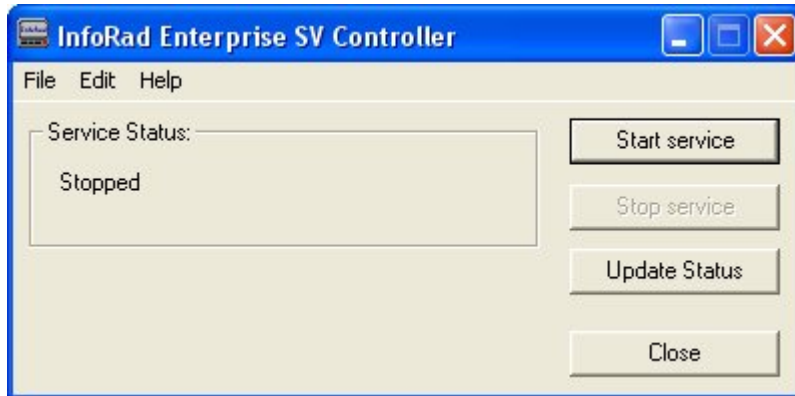 InfoRad Enterprise SV Controller
File Edit Help
Service Status:
Stopped
Start service
Stop service
Update Status
Close